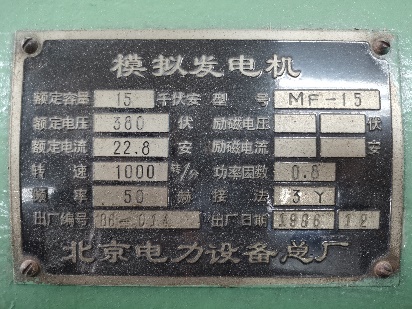 模拟发电机
额定容量 15 千伏安 型号 MF-15
额定电压 380 伏 励磁电压 伏
额定电流 22.8 安 励磁电流 安
转速 1000 转/分 功率因数 0.8
频率 50 赫 接法 3 Y
出厂编号 86-014 出厂日期 1986 12
北京电力设备总厂